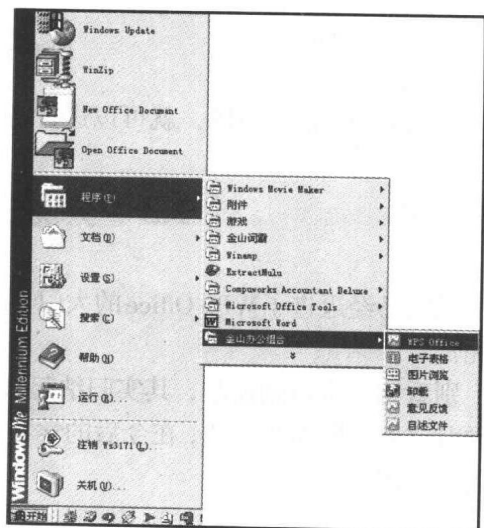 Windows Update
WinZip
New Office Document
Open Office Document
程序(P)
文档(D)
设置(S)
搜索(C)
帮助(H)
运行(R)...
注销 Ws3171(L)...
关机(U)...
Windows Me Millennium Edition
开始
Windows Movie Maker
附件
游戏
金山词霸
Winamp
ExtractMulu
Compuworks Accountant Deluxe
Microsoft Office Tools
Microsoft Word
金山办公组合
WPS Office
电子表格
图片浏览
卸载
意见反馈
自述文件